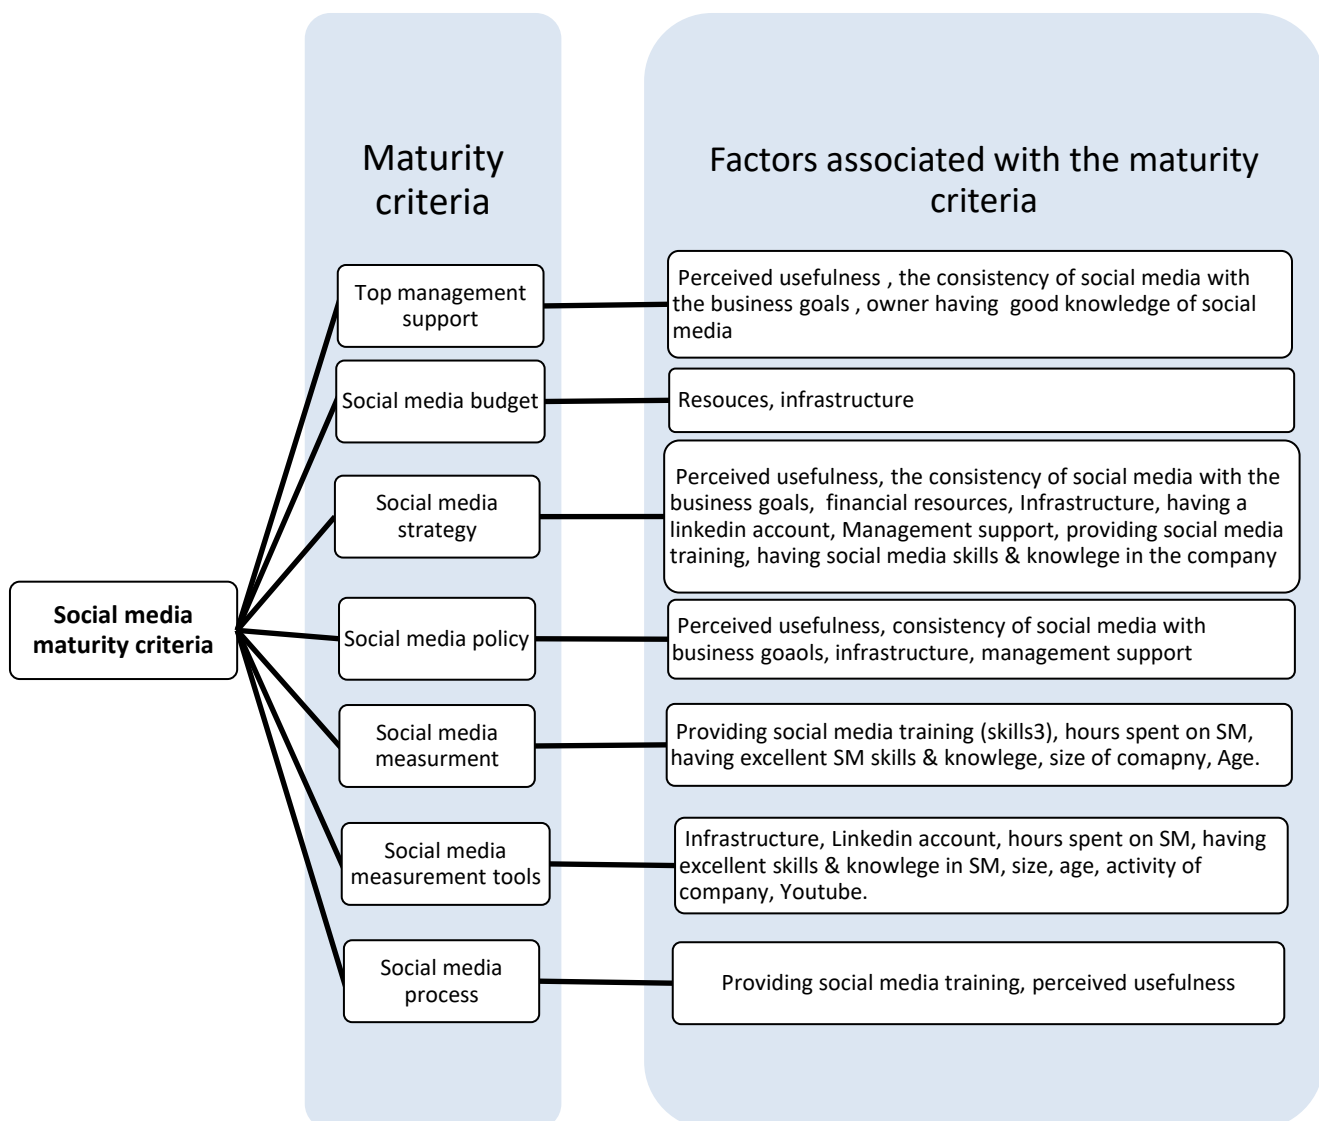 Maturity
criteria
Factors associated with the maturity
criteria
Social media
maturity criteria
Top management
support
Perceived usefulness , the consistency of social media with
the business goals , owner having  good knowledge of social
media
Social media budget
Resouces, infrastructure
Social media
strategy
Perceived usefulness, the consistency of social media with the
business goals,  financial resources, Infrastructure, having a
linkedin account, Management support, providing social media
training, having social media skills & knowlege in the company
Social media policy
Perceived usefulness, consistency of social media with
business goaols, infrastructure, management support
Social media
measurment
Providing social media training (skills3), hours spent on SM,
having excellent SM skills & knowlege, size of comapny, Age.
Social media
measurement tools
Infrastructure, Linkedin account, hours spent on SM, having
excellent skills & knowlege in SM, size, age, activity of
company, Youtube.
Social media
process
Providing social media training, perceived usefulness